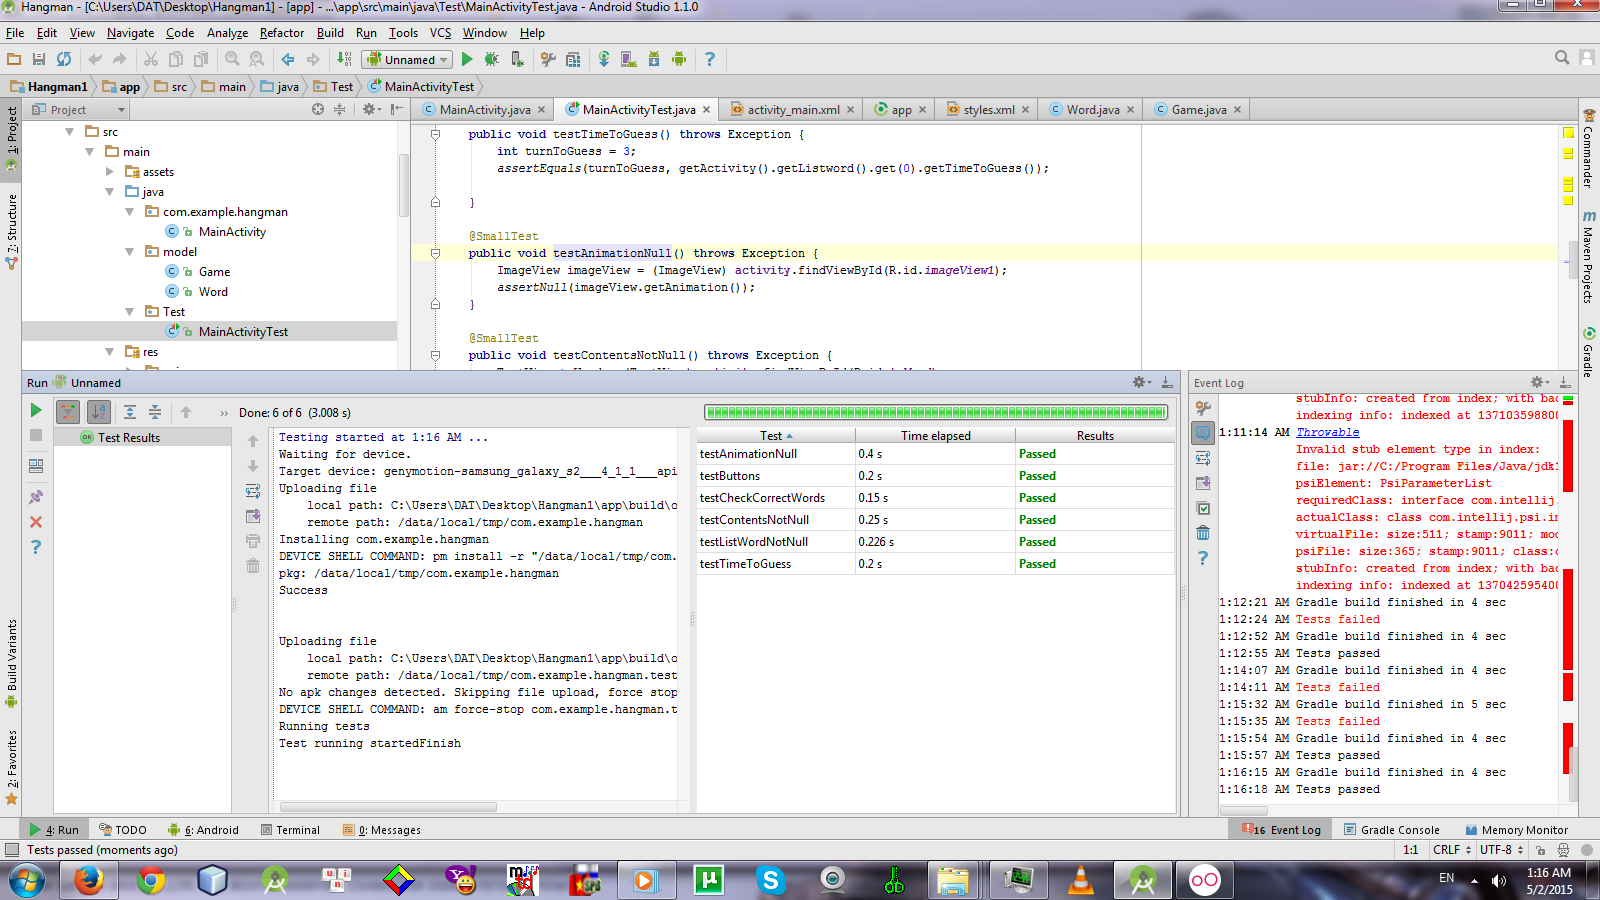 Hangman - [C:\Users\DAT\Desktop\Hangman1] - [app] - ...\app\src\main\java\Test\MainActivityTest.java - Android Studio 1.1.0
File Edit View Navigate Code Analyze Refactor Build Run Tools VCS Window Help
Unnamed
Hangman1 app src main java Test MainActivityTest
Project
MainActivity.java MainActivityTest.java activity_main.xml app styles.xml Word.java Game.java
1: Project
7: Structure
Build Variants
2: Favorites
src
main
assets
java
com.example.hangman
MainActivity
model
Game
Word
Test
MainActivityTest
res
public void testTimeToGuess() throws Exception {
int turnToGuess = 3;
assertEquals(turnToGuess, getActivity().getListword().get(0).getTimeToGuess());
}
@SmallTest
public void testAnimationNull() throws Exception {
ImageView imageView = (ImageView) activity.findViewById(R.id.imageView1);
assertNull(imageView.getAnimation());
}
@SmallTest
public void testContentsNotNull() throws Exception {
Commander
Maven Projects
Gradle
Run Unnamed
Done: 6 of 6 (3.008 s)
Test Results
Testing started at 1:16 AM ...
Waiting for device.
Target device: genymotion-samsung_galaxy_s2___4_1_1___api
Uploading file
local path: C:\Users\DAT\Desktop\Hangman1\app\build\o
remote path: /data/local/tmp/com.example.hangman
Installing com.example.hangman
DEVICE SHELL COMMAND: pm install -r "/data/local/tmp/com.
pkg: /data/local/tmp/com.example.hangman
Success
Uploading file
local path: C:\Users\DAT\Desktop\Hangman1\app\build\o
remote path: /data/local/tmp/com.example.hangman.test
No apk changes detected. Skipping file upload, force stop
DEVICE SHELL COMMAND: am force-stop com.example.hangman.t
Running tests
Test running startedFinish
Test Time elapsed Results
testAnimationNull 0.4 s Passed
testButtons 0.2 s Passed
testCheckCorrectWords 0.15 s Passed
testContentsNotNull 0.25 s Passed
testListWordNotNull 0.226 s Passed
testTimeToGuess 0.2 s Passed
Event Log
stubInfo: created from index; with bac
indexing info: indexed at 137103598800
1:11:14 AM Throwable
Invalid stub element type in index:
file: jar://C:/Program Files/Java/jdk1
psiElement: PsiParameterList
requiredClass: interface com.intellij.
actualClass: class com.intellij.psi.im
virtualFile: size:511; stamp:9011; mod
psiFile: size:365; stamp:9011; class:c
stubInfo: created from index; with bac
indexing info: indexed at 137042595400
1:12:21 AM Gradle build finished in 4 sec
1:12:24 AM Tests failed
1:12:52 AM Gradle build finished in 4 sec
1:12:55 AM Tests passed
1:14:07 AM Gradle build finished in 4 sec
1:14:11 AM Tests failed
1:15:32 AM Gradle build finished in 5 sec
1:15:35 AM Tests failed
1:15:54 AM Gradle build finished in 4 sec
1:15:57 AM Tests passed
1:16:15 AM Gradle build finished in 4 sec
1:16:18 AM Tests passed
4: Run TODO 6: Android Terminal 0: Messages 16 Event Log Gradle Console Memory Monitor
Tests passed (moments ago) 1:1 CRLF UTF-8
EN 1:16 AM
5/2/2015